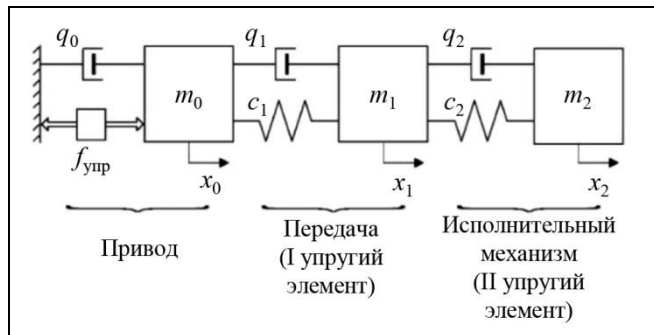 q0 q1 q2
m0 c1 m1 c2 m2
fупр
x0 x1 x2
Привод
Передача
(I упругий
элемент)
Исполнительный
механизм
(II упругий
элемент)